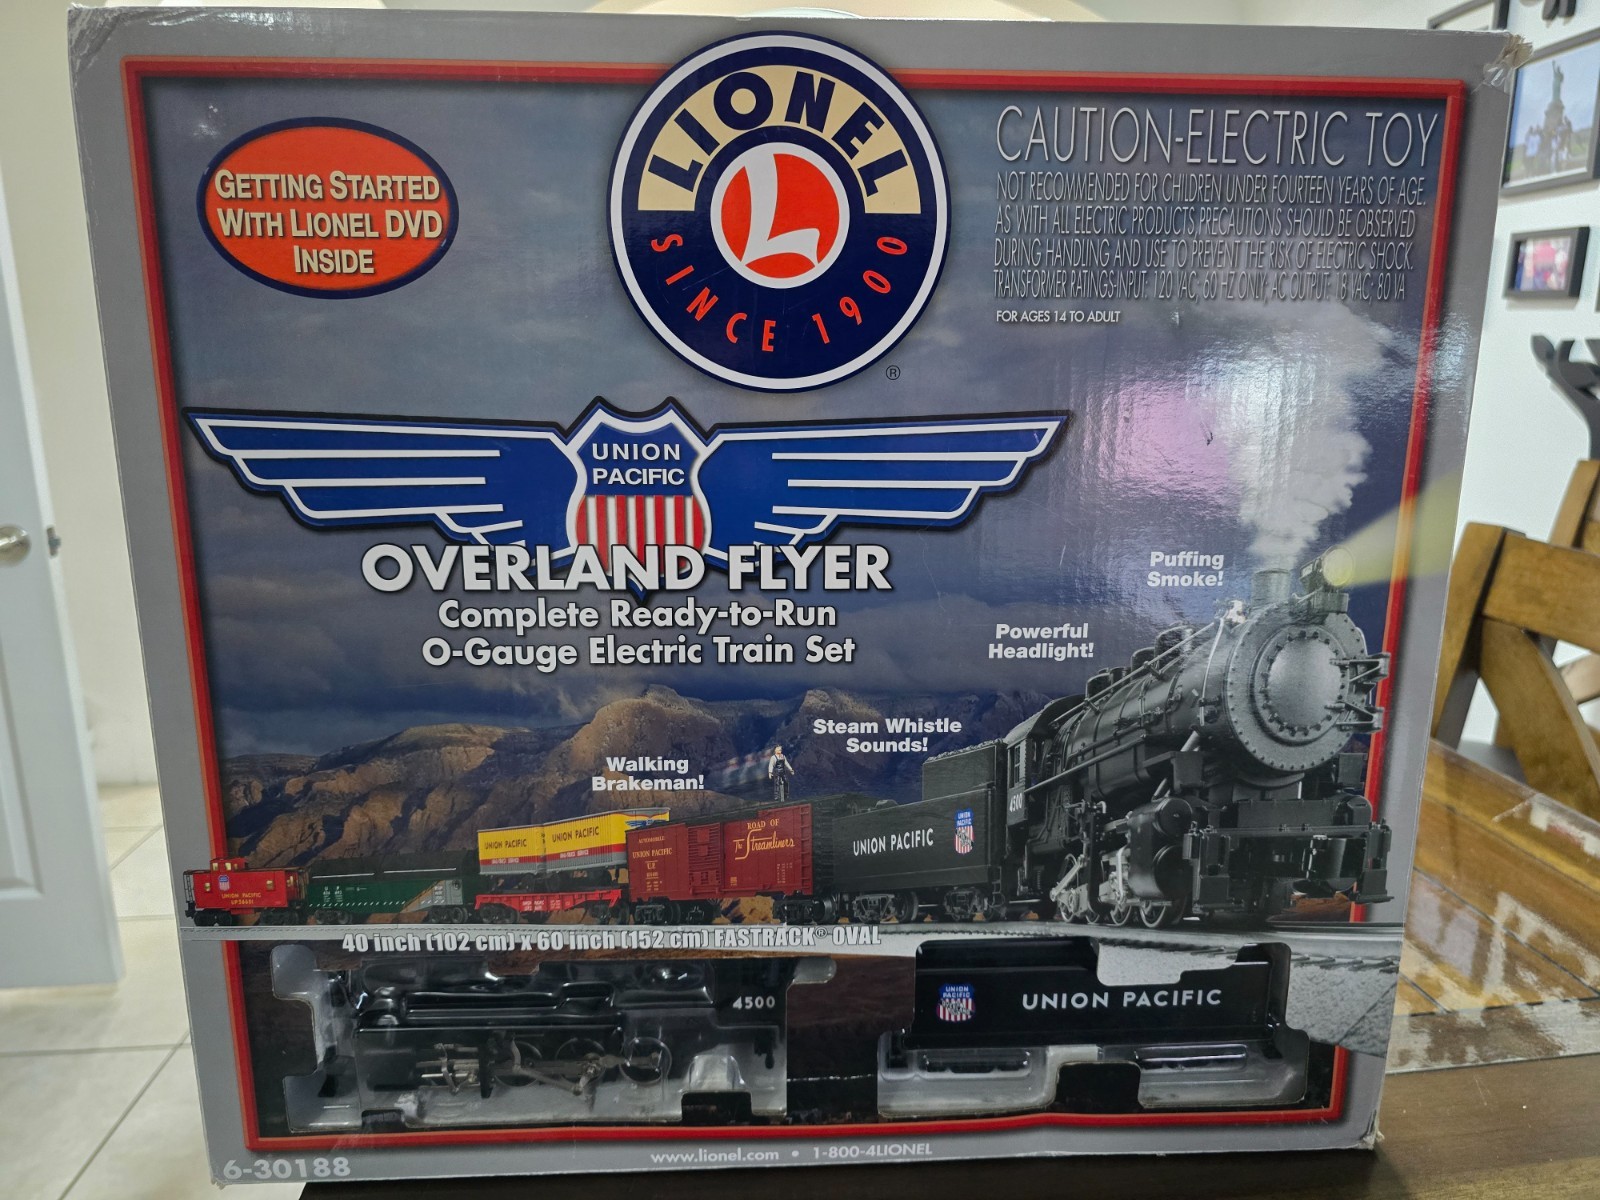 LIONEL
L
SINCE 1900
®
GETTING STARTED
WITH LIONEL DVD
INSIDE
CAUTION-ELECTRIC TOY
NOT RECOMMENDED FOR CHILDREN UNDER FOURTEEN YEARS OF AGE.
AS WITH ALL ELECTRIC PRODUCTS, PRECAUTIONS SHOULD BE OBSERVED
DURING HANDLING AND USE TO PREVENT THE RISK OF ELECTRIC SHOCK.
TRANSFORMER RATINGS-INPUT: 120 VAC, 60 HZ ONLY; AC OUTPUT: 18 VAC; 80 VA
FOR AGES 14 TO ADULT
UNION
PACIFIC
OVERLAND FLYER
Complete Ready-to-Run
O-Gauge Electric Train Set
Puffing
Smoke!
Powerful
Headlight!
Steam Whistle
Sounds!
Walking
Brakeman!
UNION PACIFIC
UNION PACIFIC
UNION PACIFIC
ROAD OF
The Streamliners
UNION PACIFIC
4500
UNION PACIFIC
40 inch (102 cm) x 60 inch (152 cm) FASTRACK® OVAL
4500
UNION
PACIFIC
UNION PACIFIC
6-30188
www.lionel.com • 1-800-4LIONEL